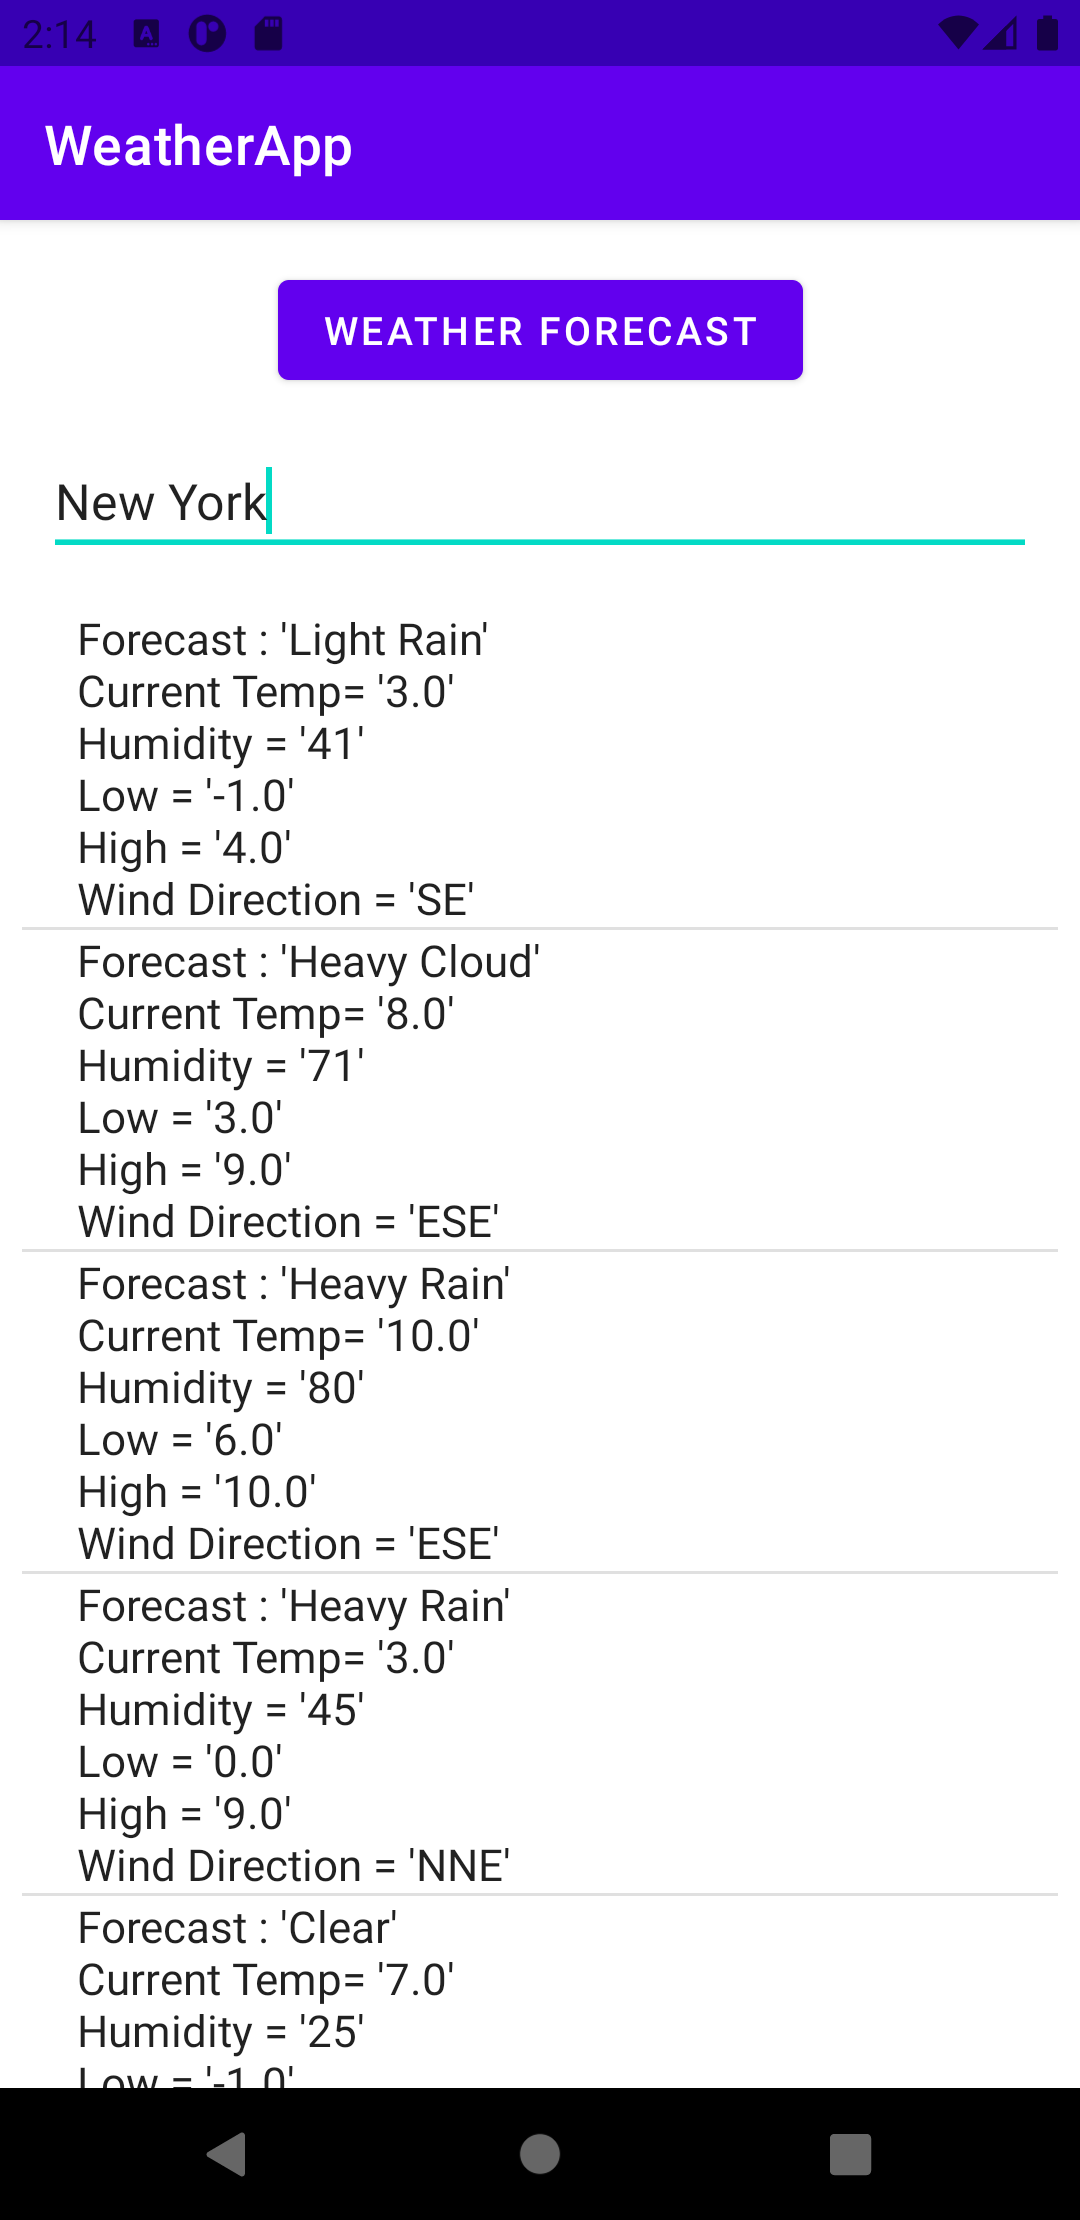 2:14
WeatherApp
WEATHER FORECAST
New York
Forecast : 'Light Rain'
Current Temp= '3.0'
Humidity = '41'
Low = '-1.0'
High = '4.0'
Wind Direction = 'SE'
Forecast : 'Heavy Cloud'
Current Temp= '8.0'
Humidity = '71'
Low = '3.0'
High = '9.0'
Wind Direction = 'ESE'
Forecast : 'Heavy Rain'
Current Temp= '10.0'
Humidity = '80'
Low = '6.0'
High = '10.0'
Wind Direction = 'ESE'
Forecast : 'Heavy Rain'
Current Temp= '3.0'
Humidity = '45'
Low = '0.0'
High = '9.0'
Wind Direction = 'NNE'
Forecast : 'Clear'
Current Temp= '7.0'
Humidity = '25'
Low = '-1.0'